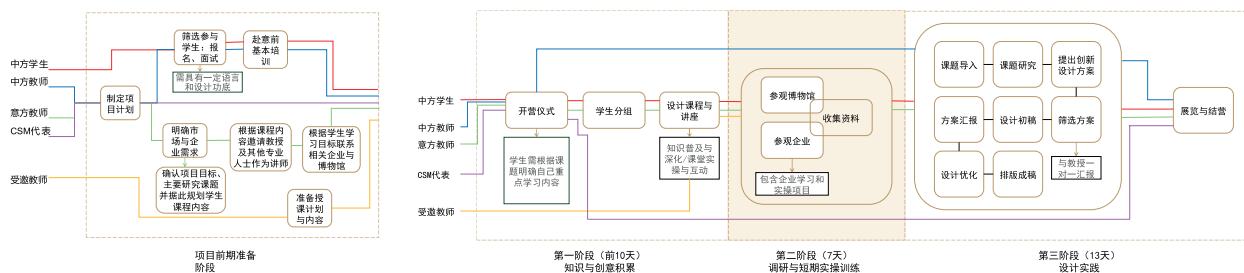 中方学生
中方教师
意方教师
CSM代表
受邀教师
制定项
目计划
筛选参与
学生：报
名、面试
赴意前
基本培
训
需具有一定语言
和设计功底
明确市
场与企
业需求
根据课程内
容邀请教授
及其他专业
人士作为讲师
根据学生学
习目标联系
相关企业与
博物馆
确认项目目标、
主要研究课题
并据此规划学生
课程内容
准备授
课计划
与内容
项目前期准备
阶段
中方学生
中方教师
意方教师
CSM代表
受邀教师
开营仪式
学生分组
设计课程与
讲座
学生需根据课
题明确自己重
点学习内容
知识普及与
深化/课堂实
操与互动
第一阶段（前10天）
知识与创意积累
参观博物馆
收集资料
参观企业
包含企业学习和
实操项目
第二阶段（7天）
调研与短期实操训练
课题导入
课题研究
提出创新
设计方案
方案汇报
设计初稿
筛选方案
与教授一
对一汇报
设计优化
排版成稿
第三阶段（13天）
设计实践
展览与结营